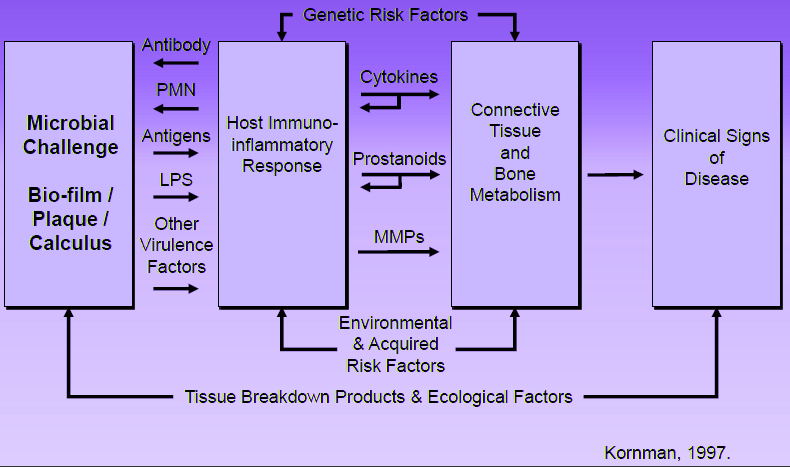 Genetic Risk Factors
Microbial
Challenge
Bio-film /
Plaque /
Calculus
Antibody
PMN
Antigens
LPS
Other
Virulence
Factors
Host Immuno-
inflammatory
Response
Cytokines
Prostanoids
MMPs
Connective
Tissue
and
Bone
Metabolism
Clinical Signs
of
Disease
Environmental
& Acquired
Risk Factors
Tissue Breakdown Products & Ecological Factors
Kornman, 1997.